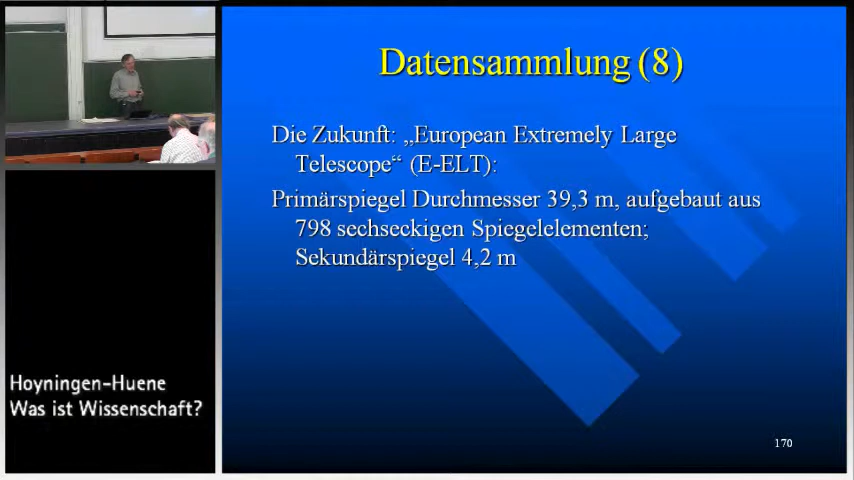 Datensammlung (8)
Die Zukunft: „European Extremely Large
Telescope“ (E-ELT):
Primärspiegel Durchmesser 39,3 m, aufgebaut aus
798 sechseckigen Spiegelelementen;
Sekundärspiegel 4,2 m
Hoyningen-Huene
Was ist Wissenschaft?
170